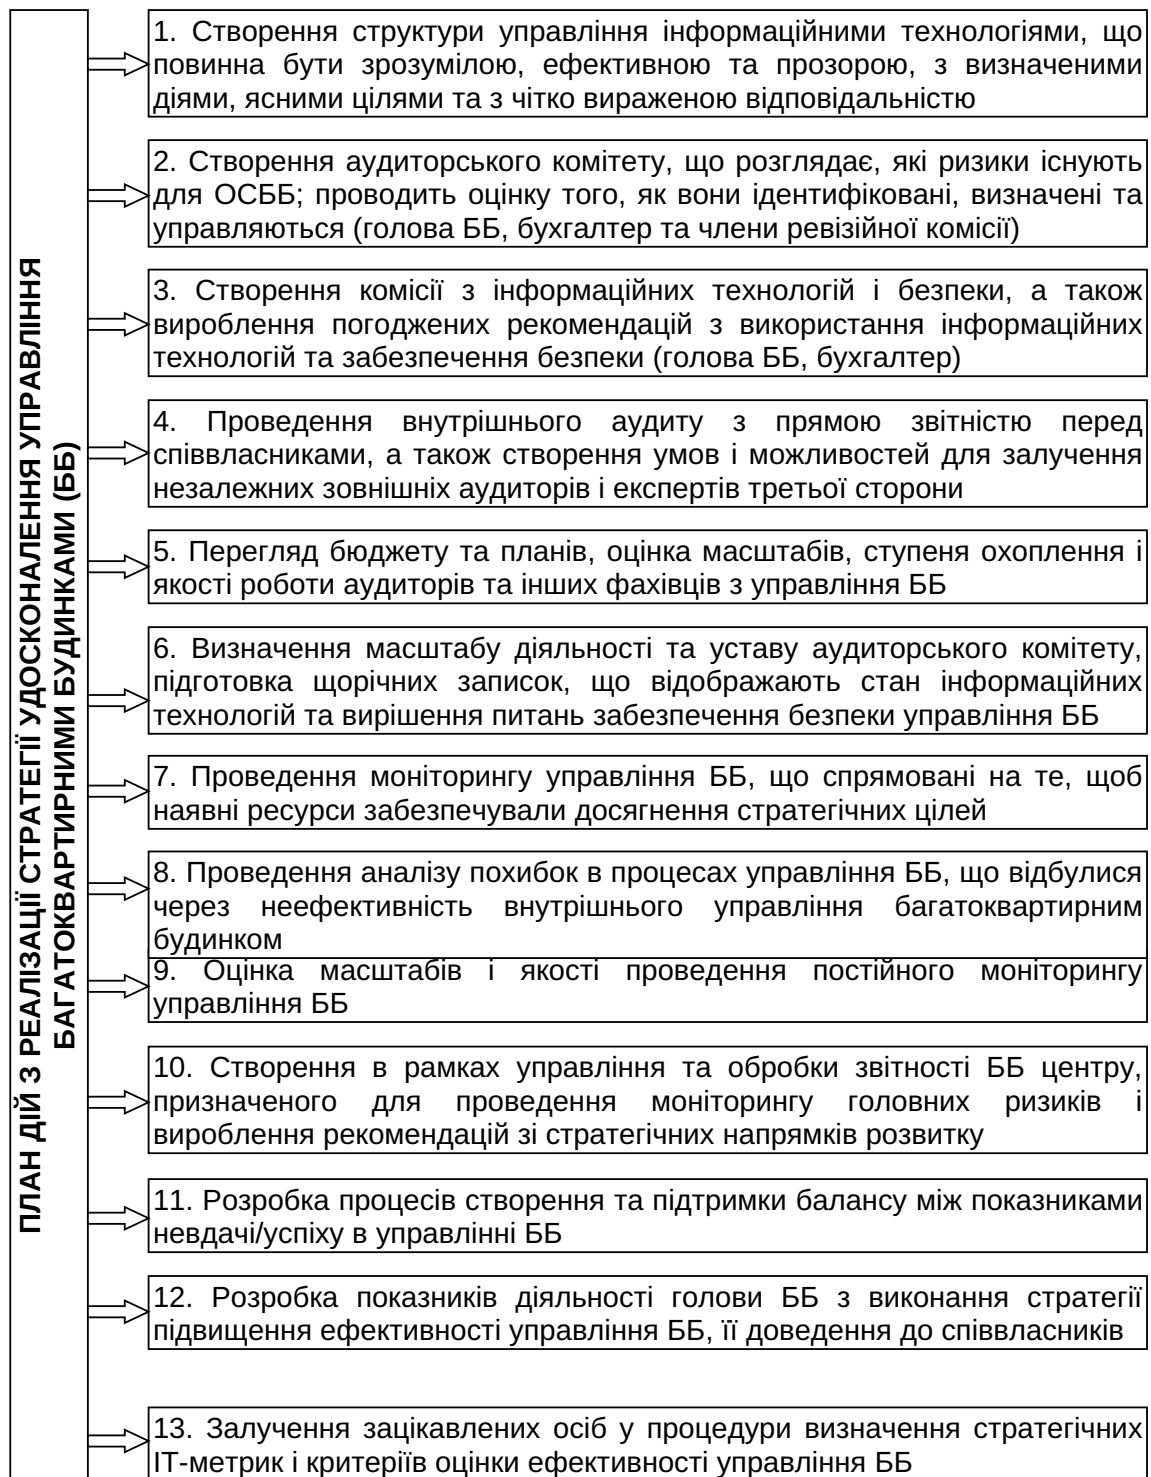 ПЛАН ДІЙ З РЕАЛІЗАЦІЇ СТРАТЕГІЇ УДОСКОНАЛЕННЯ УПРАВЛІННЯ
БАГАТОКВАРТИРНИМИ БУДИНКАМИ (ББ)
1. Створення структури управління інформаційними технологіями, що
повинна бути зрозумілою, ефективною та прозорою, з визначеними
діями, ясними цілями та з чітко вираженою відповідальністю
2. Створення аудиторського комітету, що розглядає, які ризики існують
для ОСББ; проводить оцінку того, як вони ідентифіковані, визначені та
управляються (голова ББ, бухгалтер та члени ревізійної комісії)
3. Створення комісії з інформаційних технологій і безпеки, а також
вироблення погоджених рекомендацій з використання інформаційних
технологій та забезпечення безпеки (голова ББ, бухгалтер)
4. Проведення внутрішнього аудиту з прямою звітністю перед
співвласниками, а також створення умов і можливостей для залучення
незалежних зовнішніх аудиторів і експертів третьої сторони
5. Перегляд бюджету та планів, оцінка масштабів, ступеня охоплення і
якості роботи аудиторів та інших фахівців з управління ББ
6. Визначення масштабу діяльності та уставу аудиторського комітету,
підготовка щорічних записок, що відображають стан інформаційних
технологій та вирішення питань забезпечення безпеки управління ББ
7. Проведення моніторингу управління ББ, що спрямовані на те, щоб
наявні ресурси забезпечували досягнення стратегічних цілей
8. Проведення аналізу похибок в процесах управління ББ, що відбулися
через неефективність внутрішнього управління багатоквартирним
будинком
9. Оцінка масштабів і якості проведення постійного моніторингу
управління ББ
10. Створення в рамках управління та обробки звітності ББ центру,
призначеного для проведення моніторингу головних ризиків і
вироблення рекомендацій зі стратегічних напрямків розвитку
11. Розробка процесів створення та підтримки балансу між показниками
невдачі/успіху в управлінні ББ
12. Розробка показників діяльності голови ББ з виконання стратегії
підвищення ефективності управління ББ, її доведення до співвласників
13. Залучення зацікавлених осіб у процедури визначення стратегічних
ІТ-метрик і критеріїв оцінки ефективності управління ББ